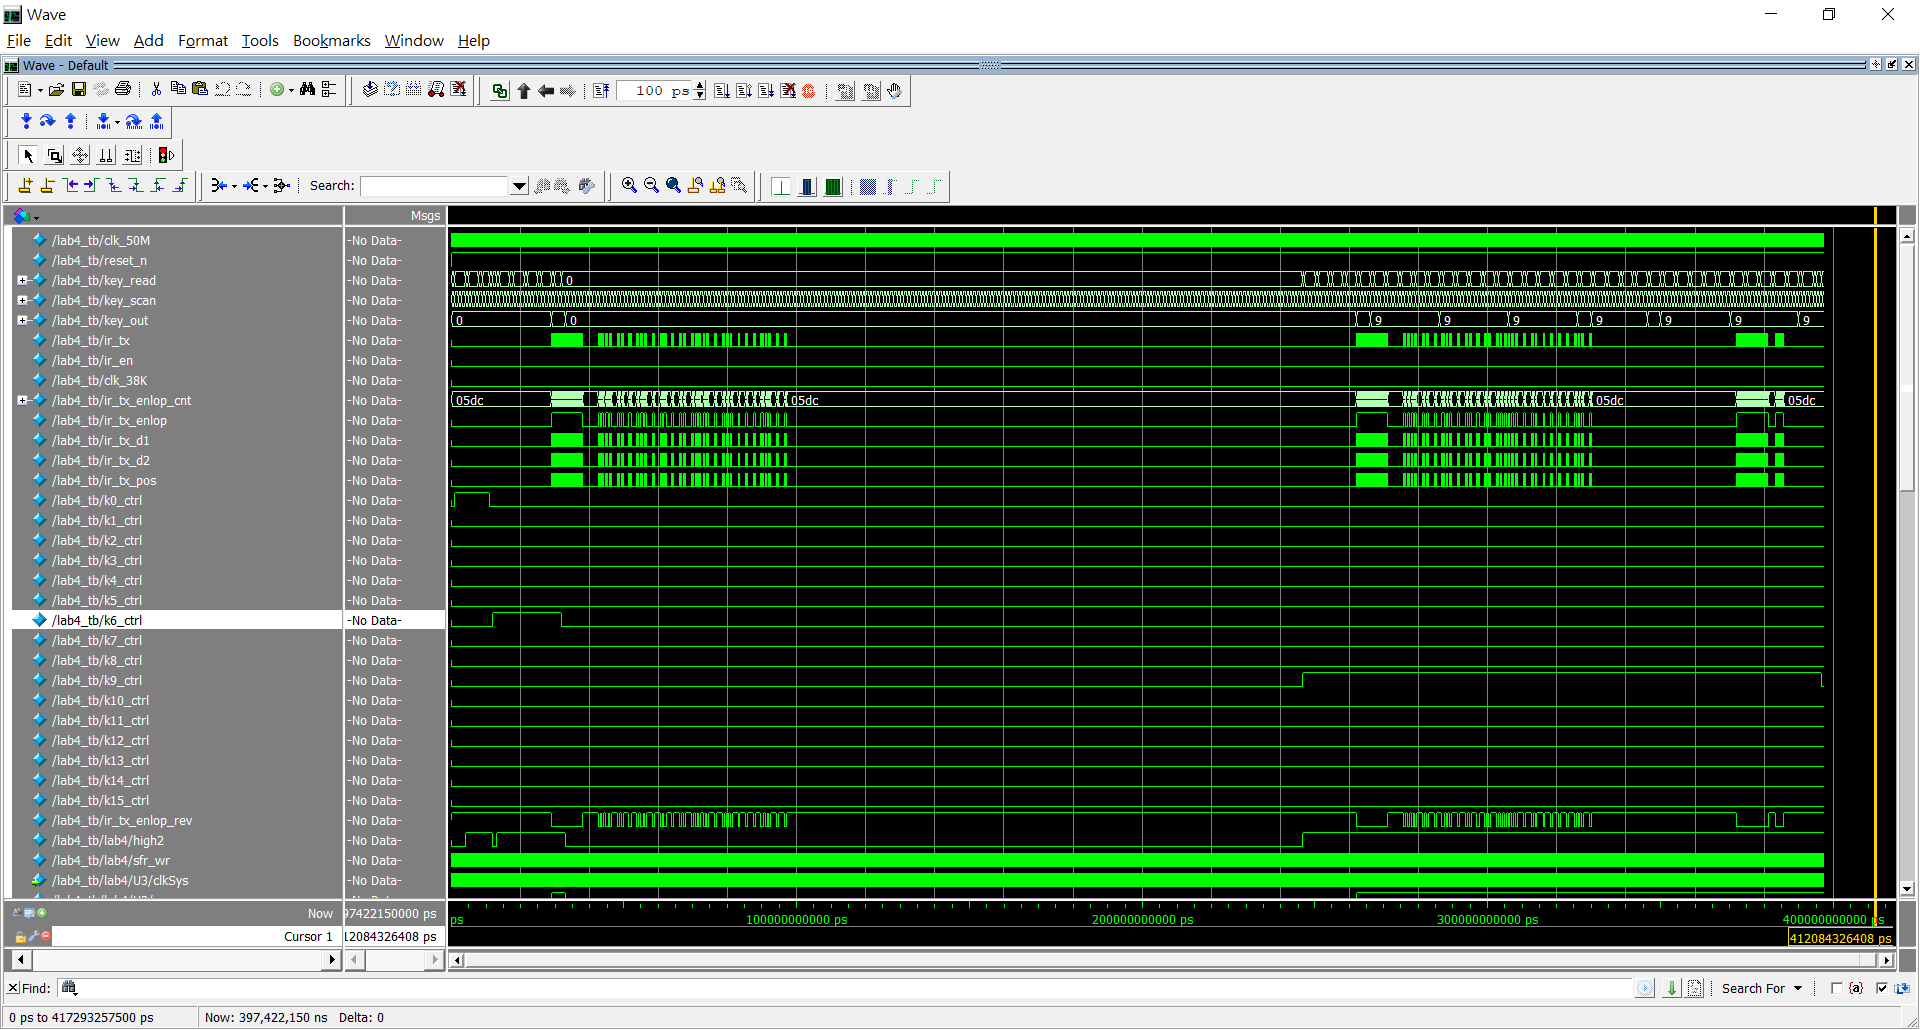 Wave
File Edit View Add Format Tools Bookmarks Window Help
Wave - Default
100 ps
Search:
Msgs
/lab4_tb/clk_50M -No Data-
/lab4_tb/reset_n -No Data-
/lab4_tb/key_read -No Data- 0
/lab4_tb/key_scan -No Data-
/lab4_tb/key_out -No Data- 0 0 9 9 9 9 9 9 9
/lab4_tb/ir_tx -No Data-
/lab4_tb/ir_en -No Data-
/lab4_tb/clk_38K -No Data-
/lab4_tb/ir_tx_enlop_cnt -No Data- 05dc 05dc 05dc 05dc
/lab4_tb/ir_tx_enlop -No Data-
/lab4_tb/ir_tx_d1 -No Data-
/lab4_tb/ir_tx_d2 -No Data-
/lab4_tb/ir_tx_pos -No Data-
/lab4_tb/k0_ctrl -No Data-
/lab4_tb/k1_ctrl -No Data-
/lab4_tb/k2_ctrl -No Data-
/lab4_tb/k3_ctrl -No Data-
/lab4_tb/k4_ctrl -No Data-
/lab4_tb/k5_ctrl -No Data-
/lab4_tb/k6_ctrl -No Data-
/lab4_tb/k7_ctrl -No Data-
/lab4_tb/k8_ctrl -No Data-
/lab4_tb/k9_ctrl -No Data-
/lab4_tb/k10_ctrl -No Data-
/lab4_tb/k11_ctrl -No Data-
/lab4_tb/k12_ctrl -No Data-
/lab4_tb/k13_ctrl -No Data-
/lab4_tb/k14_ctrl -No Data-
/lab4_tb/k15_ctrl -No Data-
/lab4_tb/ir_tx_enlop_rev -No Data-
/lab4_tb/lab4/high2 -No Data-
/lab4_tb/lab4/sfr_wr -No Data-
/lab4_tb/lab4/U3/clkSys -No Data-
Now 97422150000 ps ps 100000000000 ps 200000000000 ps 300000000000 ps 400000000000 ps
Cursor 1 12084326408 ps 412084326408 ps
Find: Search For
0 ps to 417293257500 ps Now: 397,422,150 ns Delta: 0